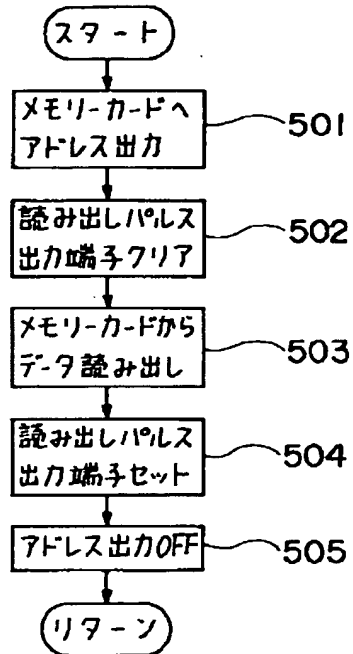 スタート
メモリーカードへ
アドレス出力
501
読み出しパルス
出力端子クリア
502
メモリーカードから
データ読み出し
503
読み出しパルス
出力端子セット
504
アドレス出力OFF
505
リターン